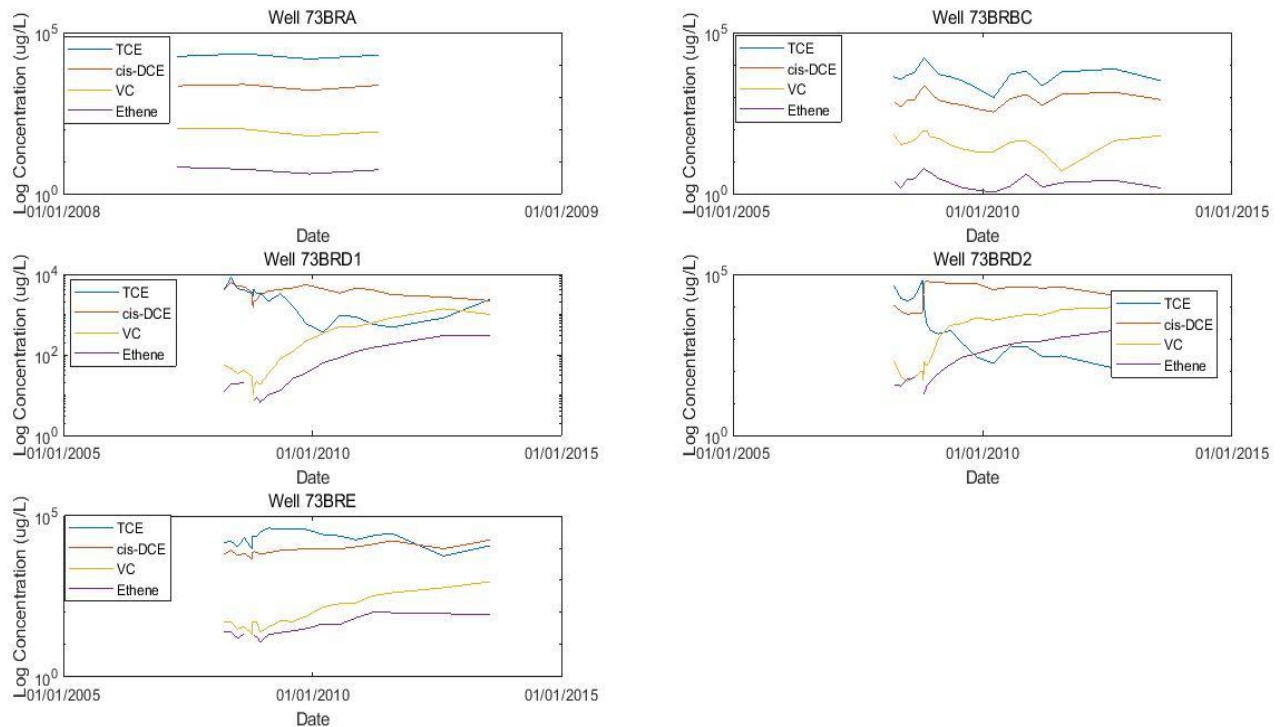 Well 73BRA
Log Concentration (ug/L)
10^5
10^0
TCE
cis-DCE
VC
Ethene
01/01/2008
01/01/2009
Date
Well 73BRBC
Log Concentration (ug/L)
10^5
10^0
TCE
cis-DCE
VC
Ethene
01/01/2005
01/01/2010
01/01/2015
Date
Well 73BRD1
Log Concentration (ug/L)
10^4
10^2
10^0
TCE
cis-DCE
VC
Ethene
01/01/2005
01/01/2010
01/01/2015
Date
Well 73BRD2
Log Concentration (ug/L)
10^5
10^0
TCE
cis-DCE
VC
Ethene
01/01/2005
01/01/2010
01/01/2015
Date
Well 73BRE
Log Concentration (ug/L)
10^5
10^0
TCE
cis-DCE
VC
Ethene
01/01/2005
01/01/2010
01/01/2015
Date